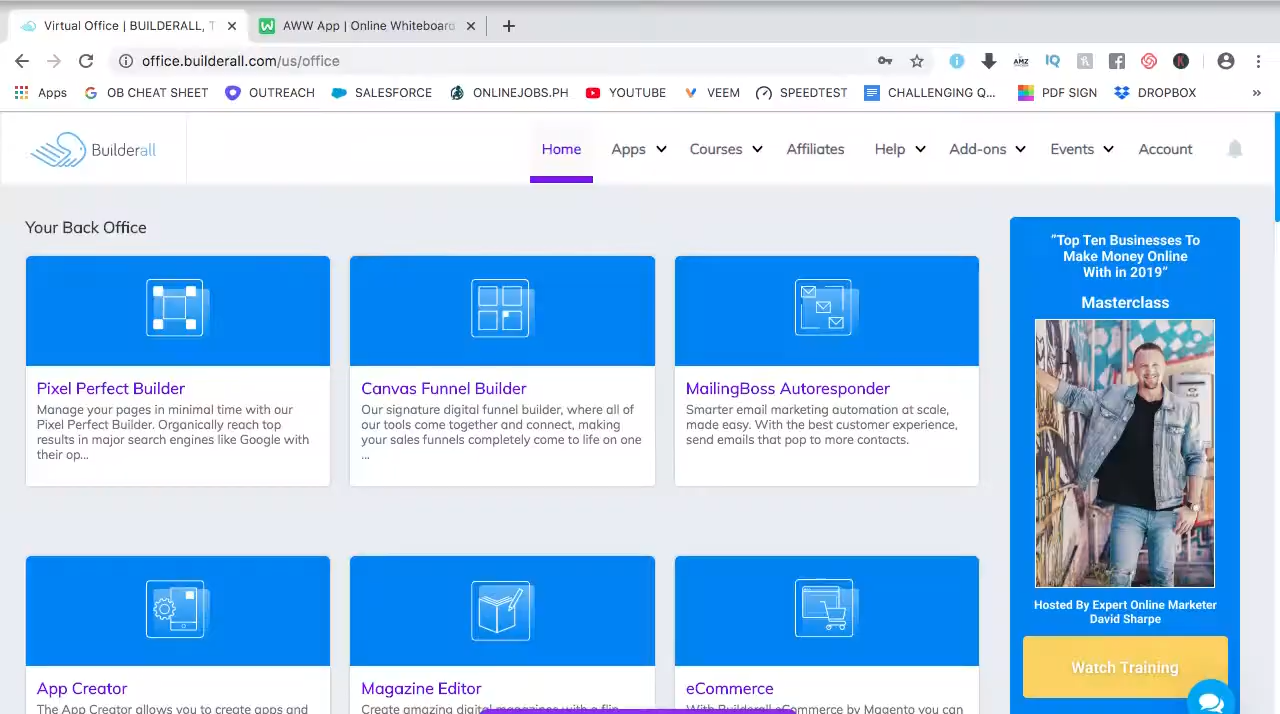 Virtual Office | BUILDERALL, T
AWW App | Online Whiteboard
office.builderall.com/us/office
Apps
OB CHEAT SHEET
OUTREACH
SALESFORCE
ONLINEJOBS.PH
YOUTUBE
VEEM
SPEEDTEST
CHALLENGING Q...
PDF SIGN
DROPBOX
»
AMZ
IQ
K
Builderall
Home
Apps
Courses
Affiliates
Help
Add-ons
Events
Account
Your Back Office
Pixel Perfect Builder
Manage your pages in minimal time with our
Pixel Perfect Builder. Organically reach top
results in major search engines like Google with
their op...
Canvas Funnel Builder
Our signature digital funnel builder, where all of
our tools come together and connect, making
your sales funnels completely come to life on one
...
MailingBoss Autoresponder
Smarter email marketing automation at scale,
made easy. With the best customer experience,
send emails that pop to more contacts.
App Creator
The App Creator allows you to create apps and
Magazine Editor
Create amazing digital magazines with a flip
eCommerce
With Builderall eCommerce by Magento you can
"Top Ten Businesses To
Make Money Online
With in 2019"
Masterclass
Hosted By Expert Online Marketer
David Sharpe
Watch Training